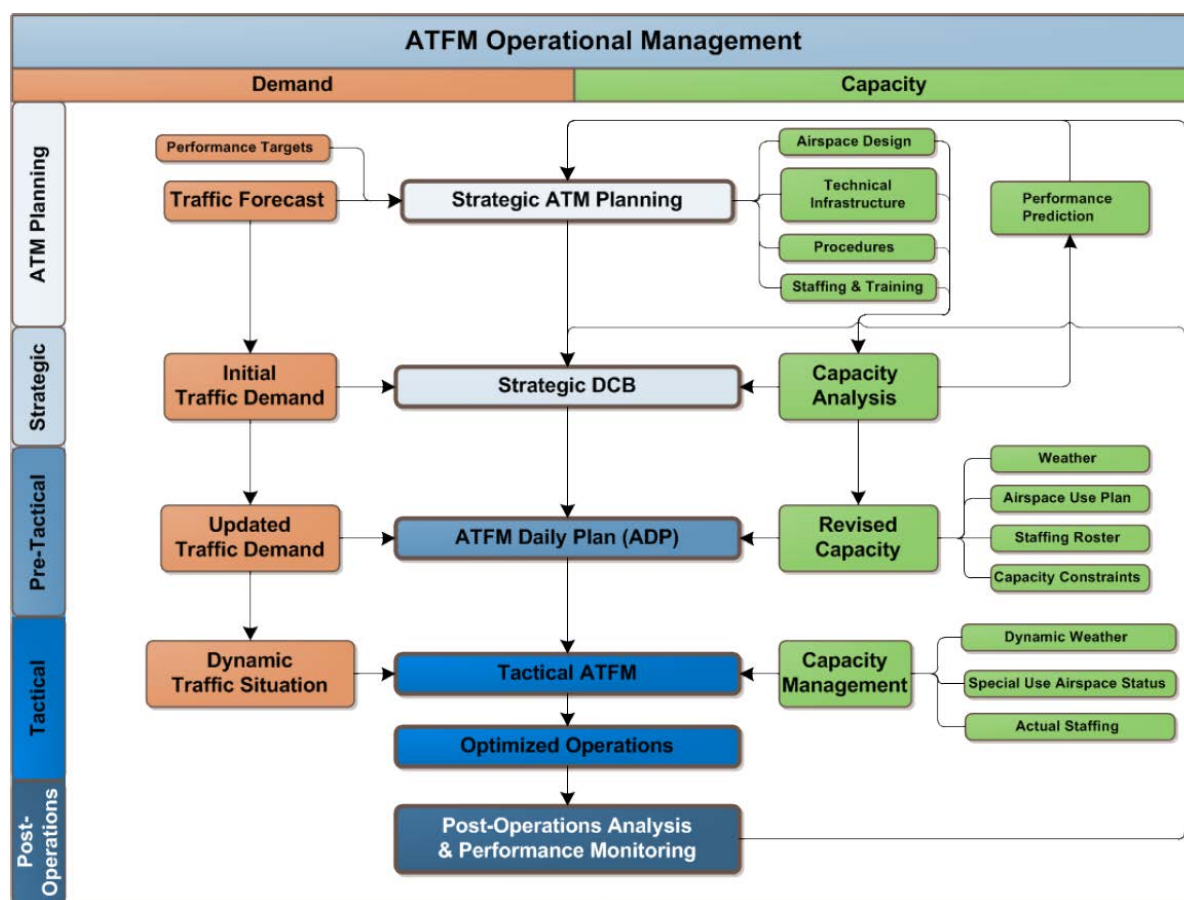 ATFM Operational Management
Demand
Capacity
ATM Planning
Performance Targets
Traffic Forecast
Strategic ATM Planning
Airspace Design
Technical
Infrastructure
Procedures
Staffing & Training
Performance
Prediction
Strategic
Initial
Traffic Demand
Strategic DCB
Capacity
Analysis
Pre-Tactical
Updated
Traffic Demand
ATFM Daily Plan (ADP)
Revised
Capacity
Weather
Airspace Use Plan
Staffing Roster
Capacity Constraints
Tactical
Dynamic
Traffic Situation
Tactical ATFM
Capacity
Management
Dynamic Weather
Special Use Airspace Status
Actual Staffing
Optimized Operations
Post-
Operations
Post-Operations Analysis
& Performance Monitoring